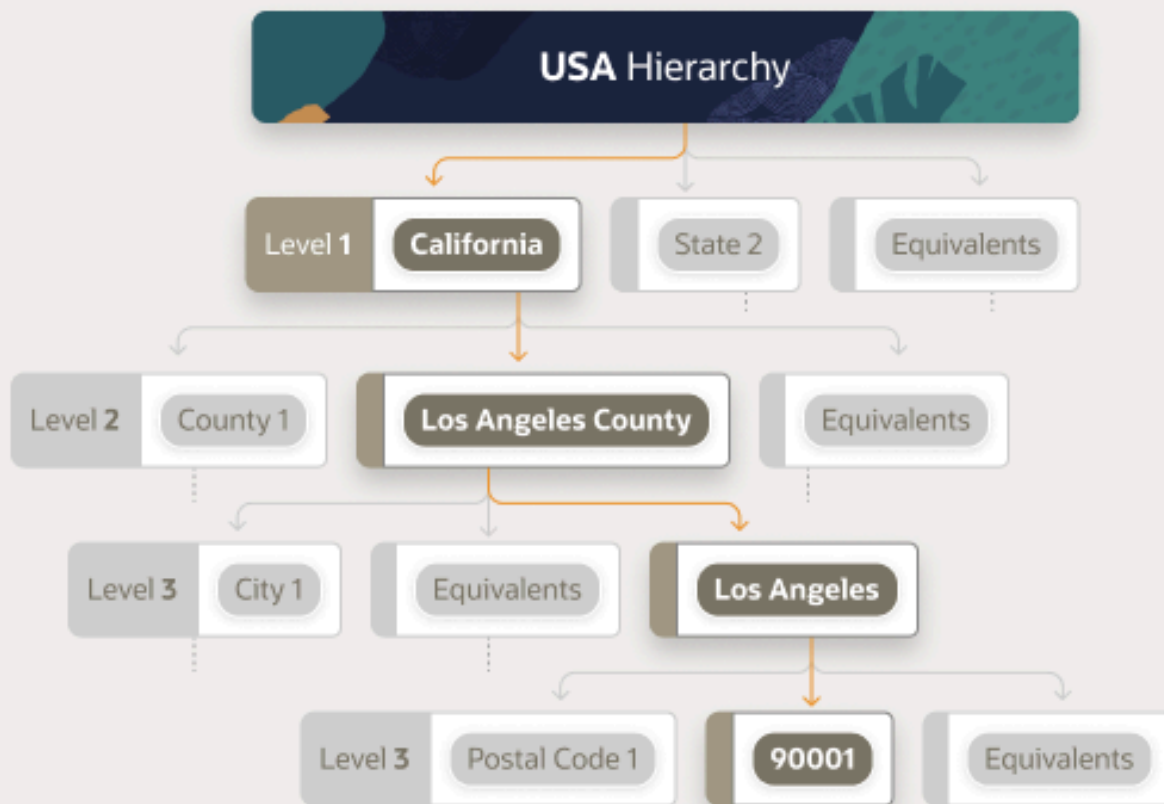 USA Hierarchy
Level 1 California State 2 Equivalents
Level 2 County 1 Los Angeles County Equivalents
Level 3 City 1 Equivalents Los Angeles
Level 3 Postal Code 1 90001 Equivalents